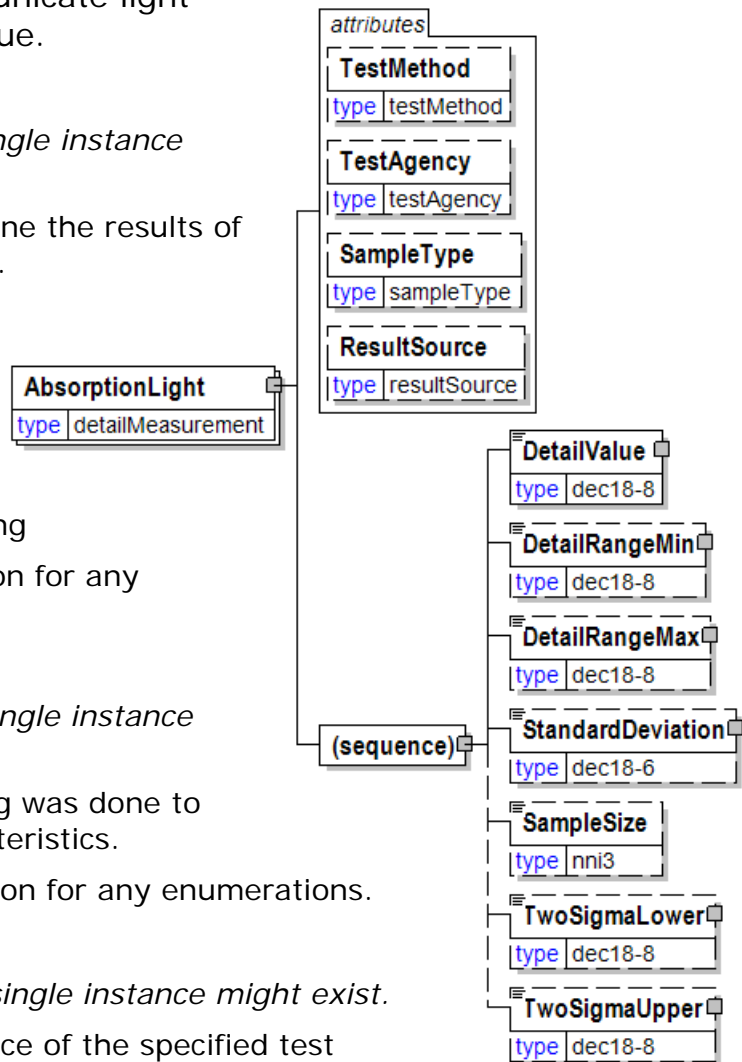 unicate light
ue.
ngle instance
ne the results of
.
ng
on for any
ngle instance
g was done to
teristics.
on for any enumerations.
single instance might exist.
ce of the specified test
attributes
TestMethod
type testMethod
TestAgency
type testAgency
SampleType
type sampleType
ResultSource
type resultSource
AbsorptionLight
type detailMeasurement
(sequence)
DetailValue
type dec18-8
DetailRangeMin
type dec18-8
DetailRangeMax
type dec18-8
StandardDeviation
type dec18-6
SampleSize
type nni3
TwoSigmaLower
type dec18-8
TwoSigmaUpper
type dec18-8